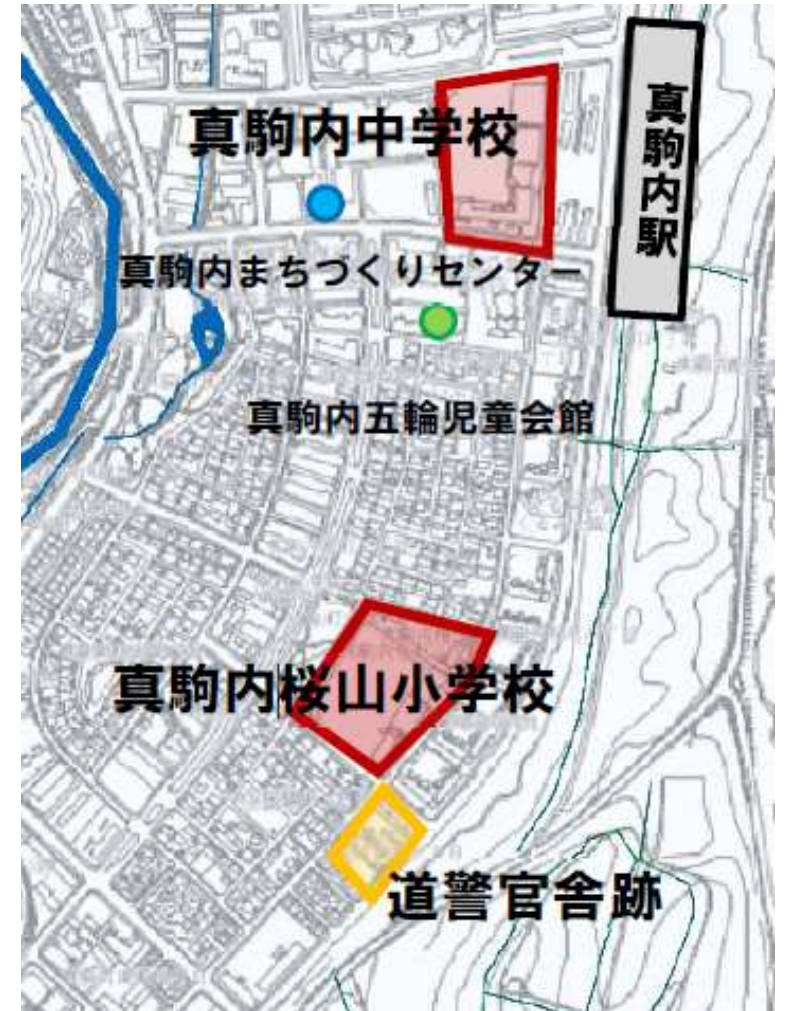 真駒内駅
真駒内中学校
真駒内まちづくりセンター
真駒内五輪児童会館
真駒内桜山小学校
道警官舎跡